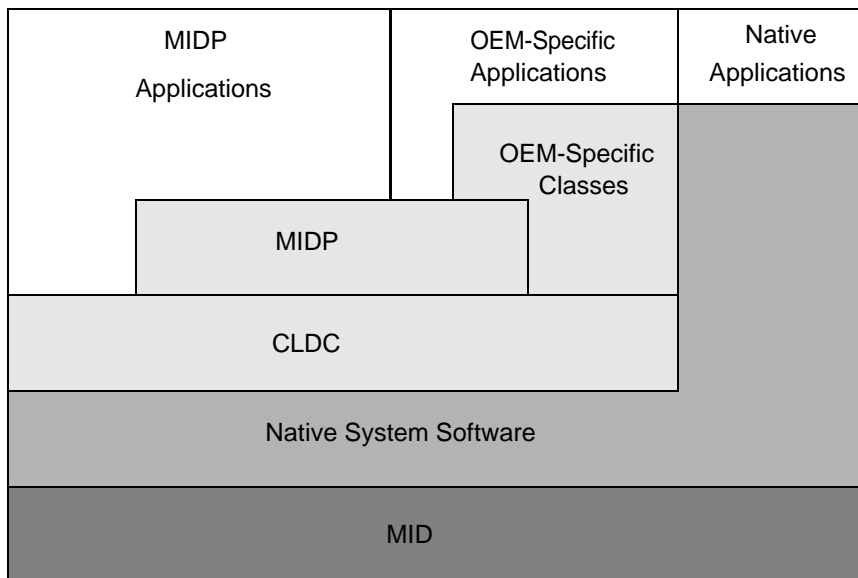 MIDP
Applications
OEM-Specific
Applications
Native
Applications
OEM-Specific
Classes
MIDP
CLDC
Native System Software
MID